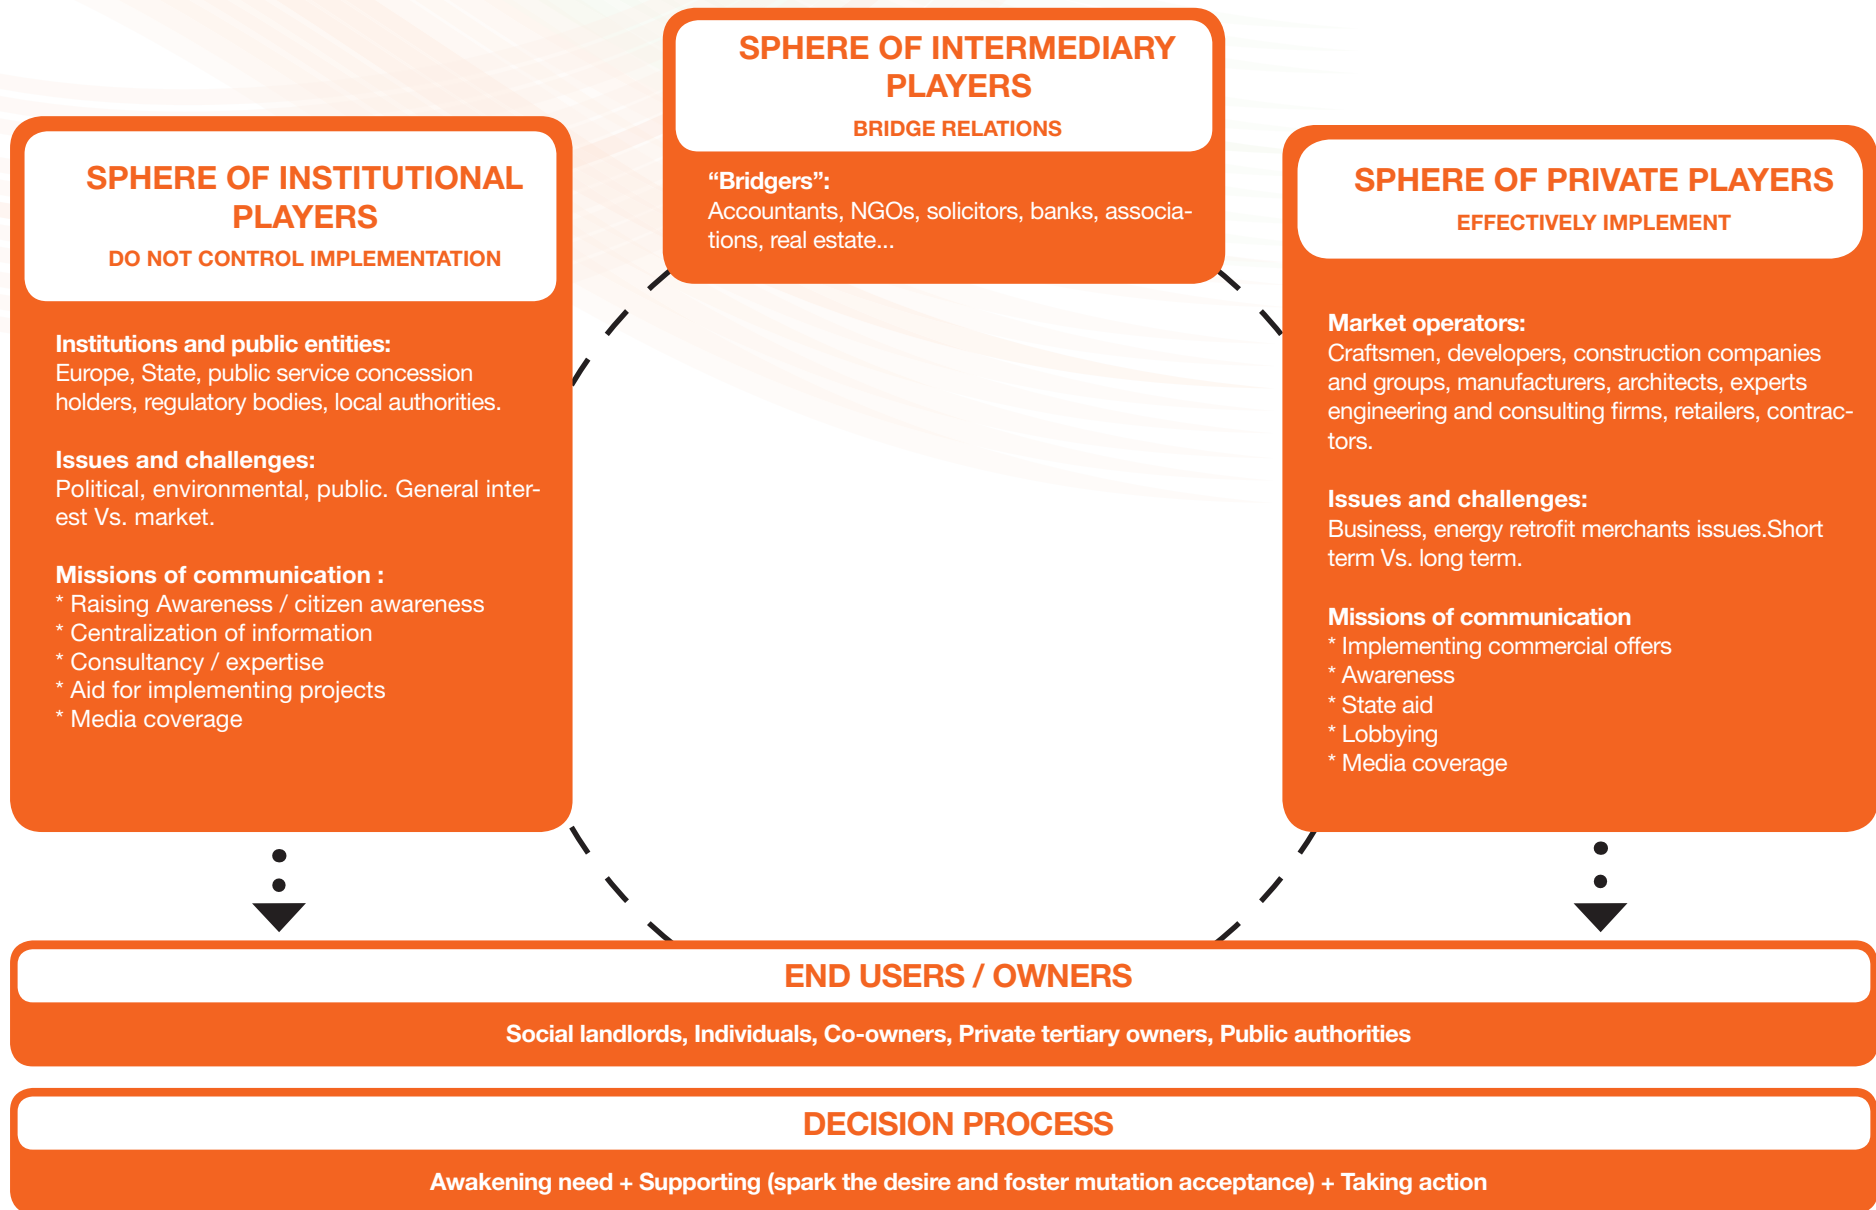 SPHERE OF INTERMEDIARY
PLAYERS
BRIDGE RELATIONS
“Bridgers”:
Accountants, NGOs, solicitors, banks, associa-
tions, real estate...
SPHERE OF INSTITUTIONAL
PLAYERS
DO NOT CONTROL IMPLEMENTATION
Institutions and public entities:
Europe, State, public service concession
holders, regulatory bodies, local authorities.
Issues and challenges:
Political, environmental, public. General inter-
est Vs. market.
Missions of communication :
* Raising Awareness / citizen awareness
* Centralization of information
* Consultancy / expertise
* Aid for implementing projects
* Media coverage
SPHERE OF PRIVATE PLAYERS
EFFECTIVELY IMPLEMENT
Market operators:
Craftsmen, developers, construction companies
and groups, manufacturers, architects, experts
engineering and consulting firms, retailers, contrac-
tors.
Issues and challenges:
Business, energy retrofit merchants issues.Short
term Vs. long term.
Missions of communication
* Implementing commercial offers
* Awareness
* State aid
* Lobbying
* Media coverage
END USERS / OWNERS
Social landlords, Individuals, Co-owners, Private tertiary owners, Public authorities
DECISION PROCESS
Awakening need + Supporting (spark the desire and foster mutation acceptance) + Taking action